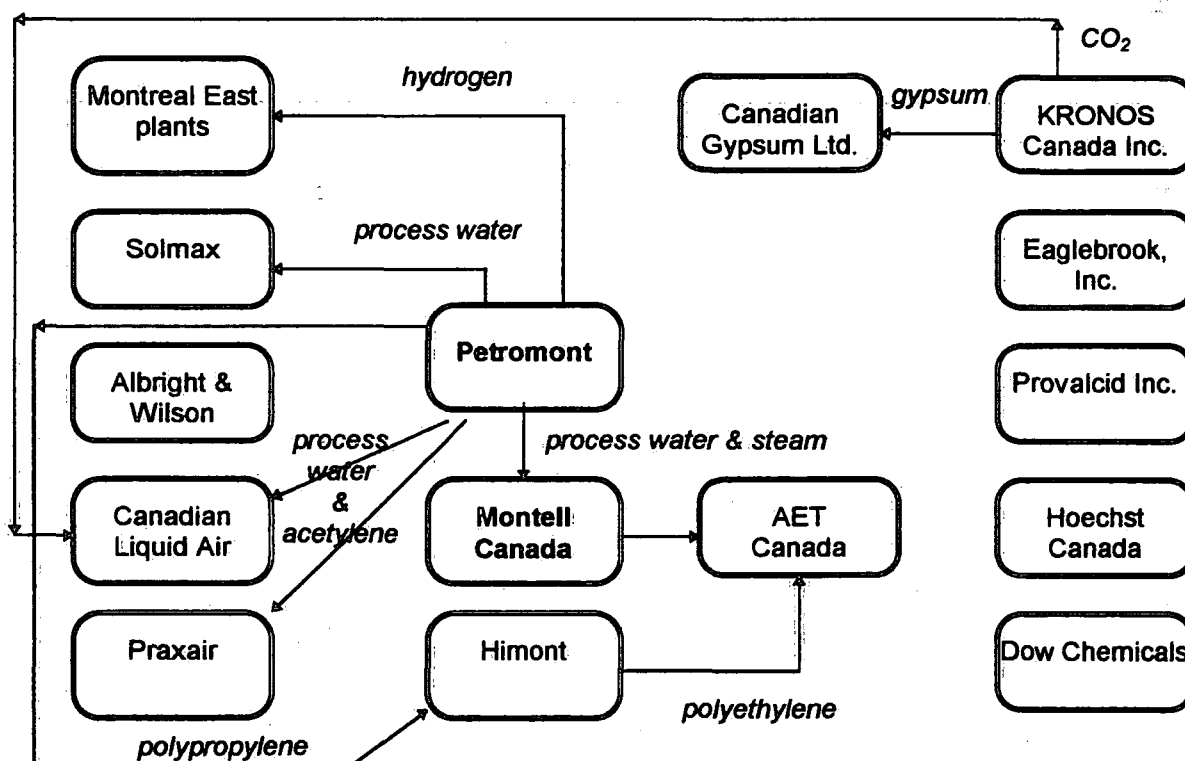 CO₂
hydrogen
Montreal East
plants
gypsum
Canadian
Gypsum Ltd.
KRONOS
Canada Inc.
process water
Solmax
Eaglebrook,
Inc.
Petromont
Albright &
Wilson
Provalcid Inc.
process
water
&
acetylene
process water & steam
Canadian
Liquid Air
Montell
Canada
AET
Canada
Hoechst
Canada
Praxair
Himont
Dow Chemicals
polyethylene
polypropylene